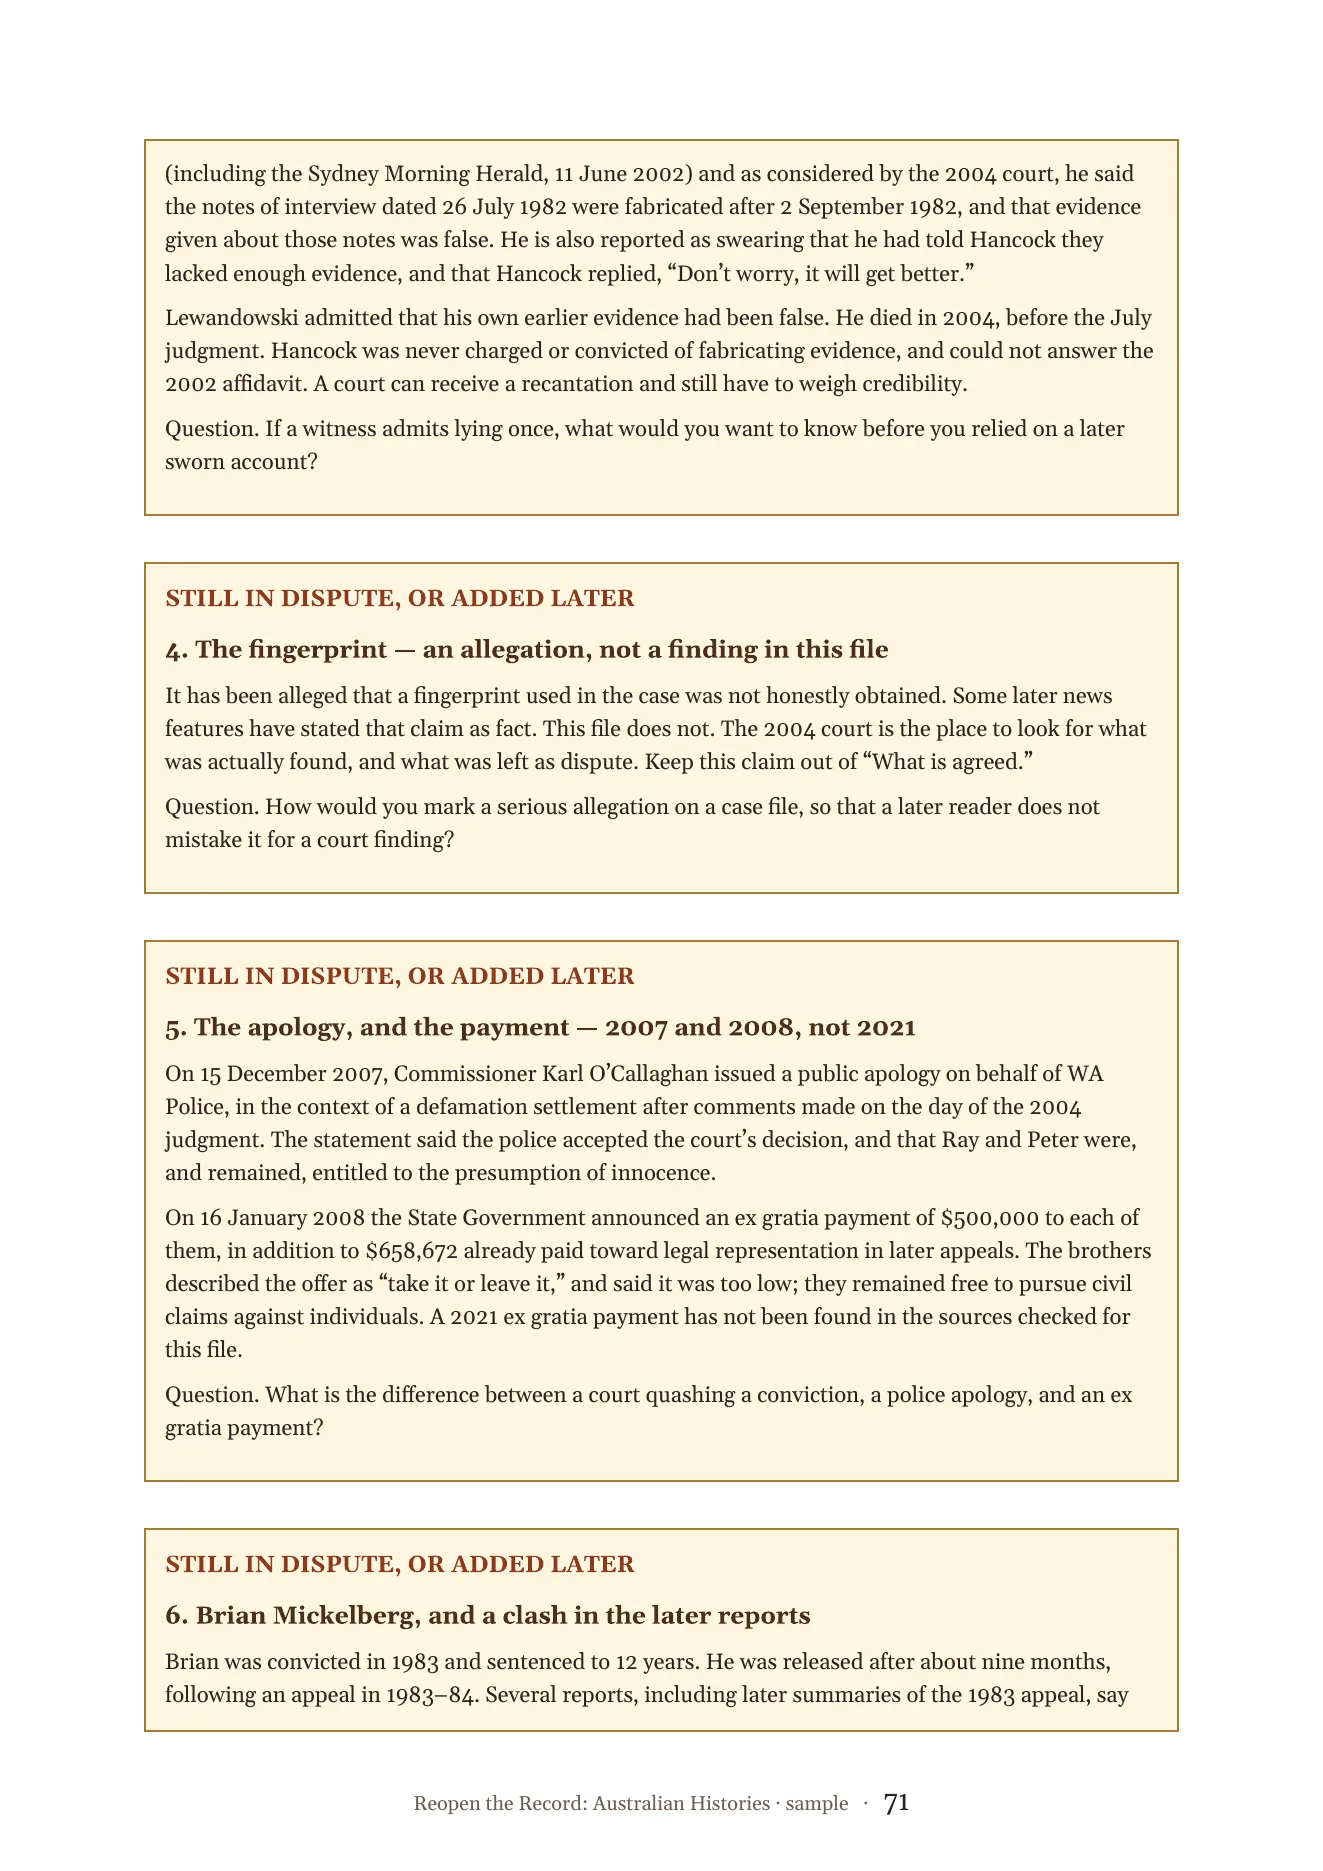 (including the Sydney Morning Herald, 11 June 2002) and as considered by the 2004 court, he said
the notes of interview dated 26 July 1982 were fabricated after 2 September 1982, and that evidence
given about those notes was false. He is also reported as swearing that he had told Hancock they
lacked enough evidence, and that Hancock replied, “Don’t worry, it will get better.”
Lewandowski admitted that his own earlier evidence had been false. He died in 2004, before the July
judgment. Hancock was never charged or convicted of fabricating evidence, and could not answer the
2002 affidavit. A court can receive a recantation and still have to weigh credibility.
Question. If a witness admits lying once, what would you want to know before you relied on a later
sworn account?
STILL IN DISPUTE, OR ADDED LATER
4. The fingerprint — an allegation, not a finding in this file
It has been alleged that a fingerprint used in the case was not honestly obtained. Some later news
features have stated that claim as fact. This file does not. The 2004 court is the place to look for what
was actually found, and what was left as dispute. Keep this claim out of “What is agreed.”
Question. How would you mark a serious allegation on a case file, so that a later reader does not
mistake it for a court finding?
STILL IN DISPUTE, OR ADDED LATER
5. The apology, and the payment — 2007 and 2008, not 2021
On 15 December 2007, Commissioner Karl O’Callaghan issued a public apology on behalf of WA
Police, in the context of a defamation settlement after comments made on the day of the 2004
judgment. The statement said the police accepted the court’s decision, and that Ray and Peter were,
and remained, entitled to the presumption of innocence.
On 16 January 2008 the State Government announced an ex gratia payment of $500,000 to each of
them, in addition to $658,672 already paid toward legal representation in later appeals. The brothers
described the offer as “take it or leave it,” and said it was too low; they remained free to pursue civil
claims against individuals. A 2021 ex gratia payment has not been found in the sources checked for
this file.
Question. What is the difference between a court quashing a conviction, a police apology, and an ex
gratia payment?
STILL IN DISPUTE, OR ADDED LATER
6. Brian Mickelberg, and a clash in the later reports
Brian was convicted in 1983 and sentenced to 12 years. He was released after about nine months,
following an appeal in 1983–84. Several reports, including later summaries of the 1983 appeal, say
Reopen the Record: Australian Histories · sample · 71